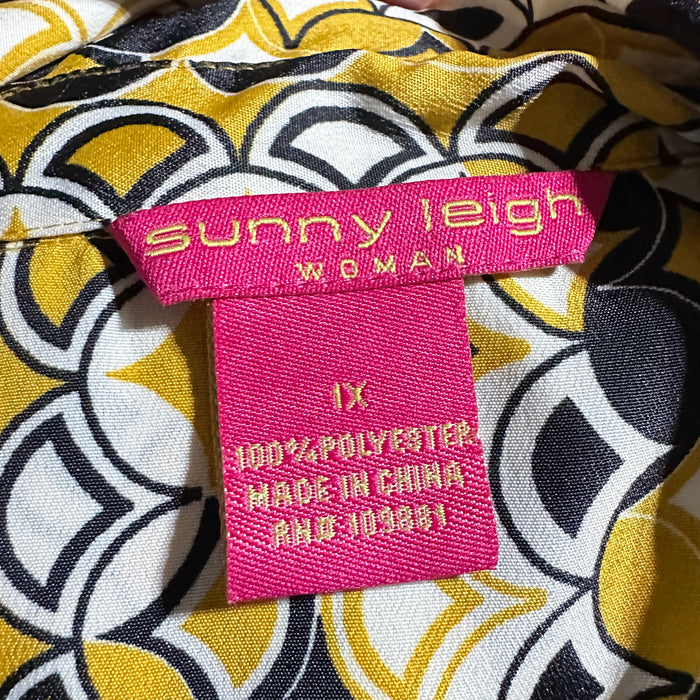 sunny leigh
WOMAN
1X
100% POLYESTER
MADE IN CHINA
RN# 109881